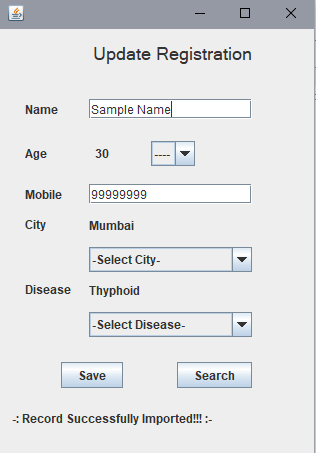 Update Registration
Name Sample Name
Age 30 ----
Mobile 99999999
City Mumbai
-Select City-
Disease Thyphoid
-Select Disease-
Save Search
-: Record Successfully Imported!!! :-